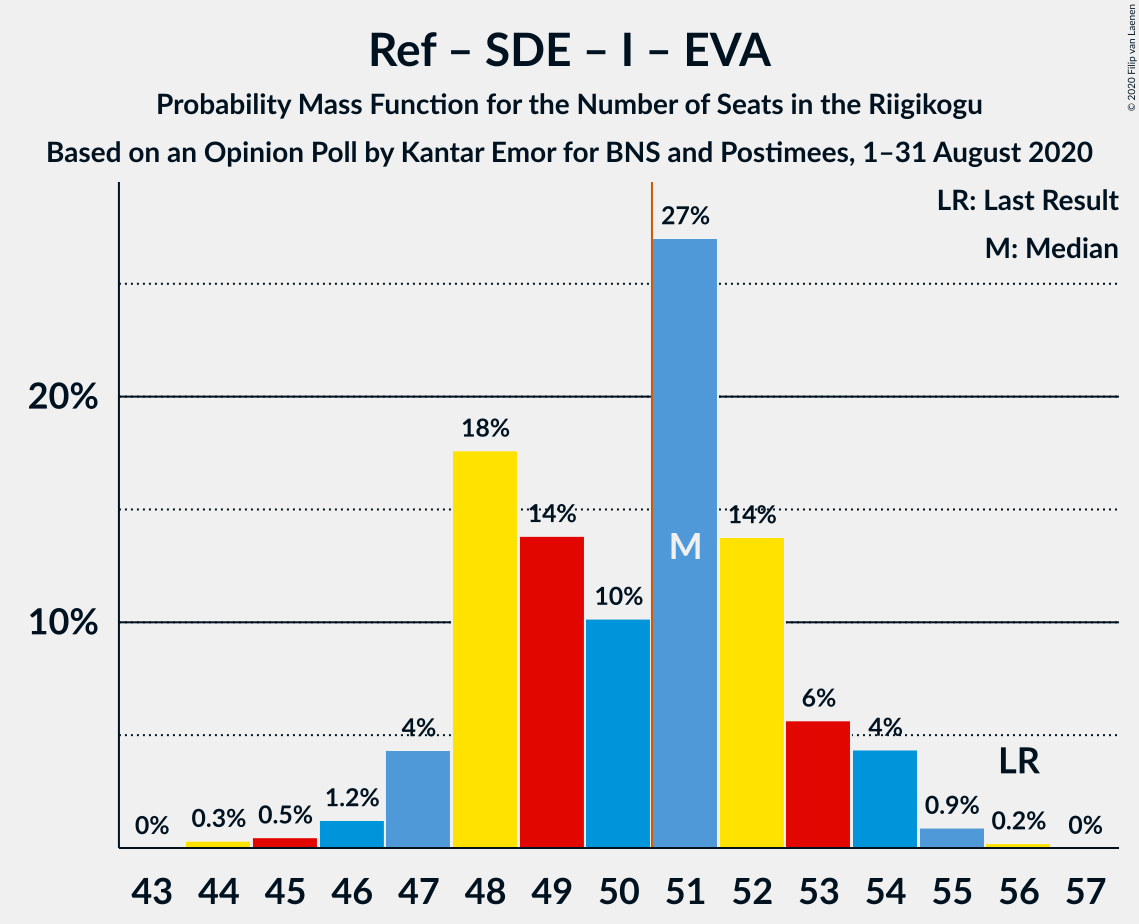 Ref – SDE – I – EVA
Probability Mass Function for the Number of Seats in the Riigikogu
Based on an Opinion Poll by Kantar Emor for BNS and Postimees, 1–31 August 2020
© 2020 Filip van Laenen
LR: Last Result
M: Median
20%
10%
0%
0.3%
0.5%
1.2%
4%
18%
14%
10%
27%
14%
6%
4%
0.9%
0.2%
0%
M
LR
43 44 45 46 47 48 49 50 51 52 53 54 55 56 57